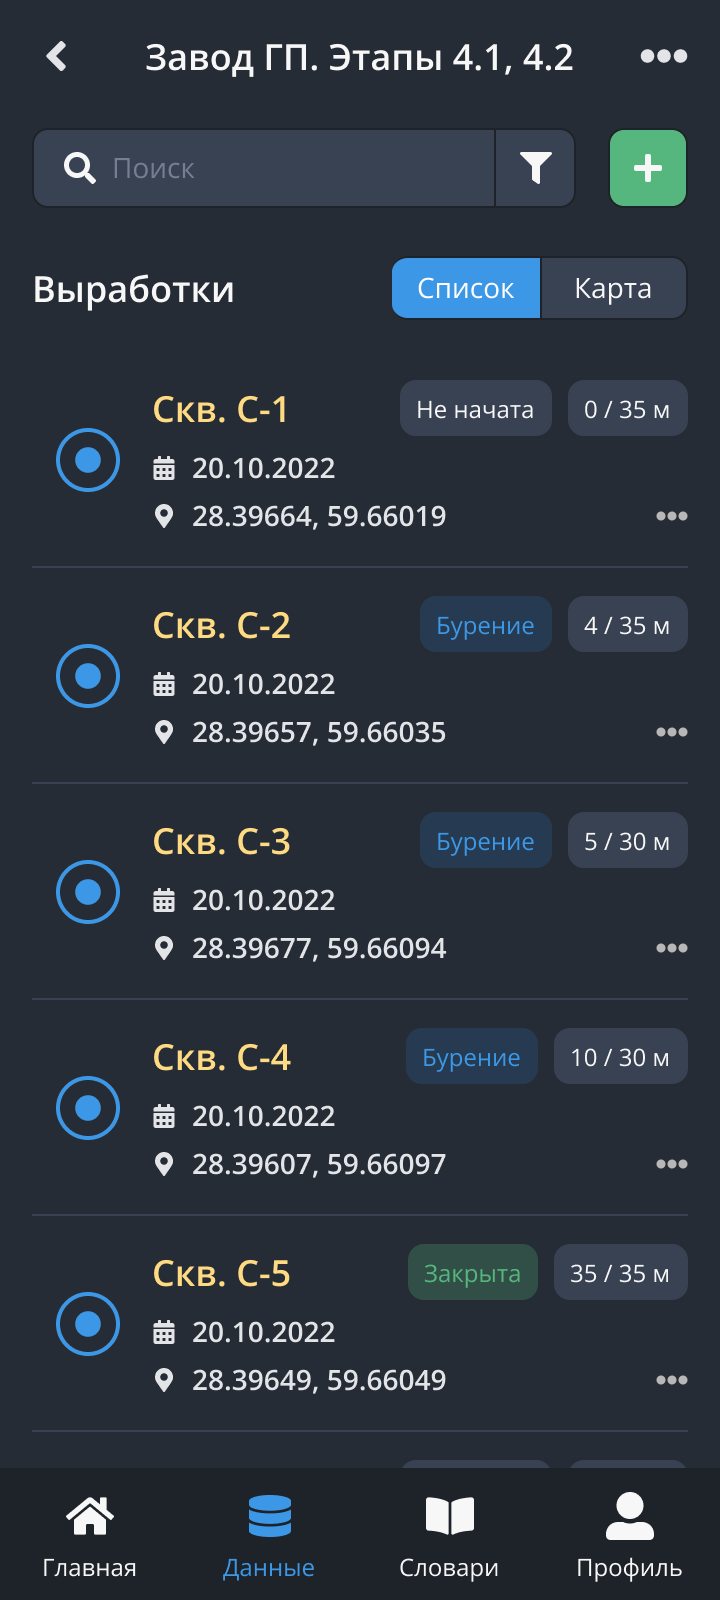 Завод ГП. Этапы 4.1, 4.2
Поиск
Выработки
Список
Карта
Скв. С-1
Не начата
0 / 35 м
20.10.2022
28.39664, 59.66019
Скв. С-2
Бурение
4 / 35 м
20.10.2022
28.39657, 59.66035
Скв. С-3
Бурение
5 / 30 м
20.10.2022
28.39677, 59.66094
Скв. С-4
Бурение
10 / 30 м
20.10.2022
28.39607, 59.66097
Скв. С-5
Закрыта
35 / 35 м
20.10.2022
28.39649, 59.66049
Главная
Данные
Словари
Профиль